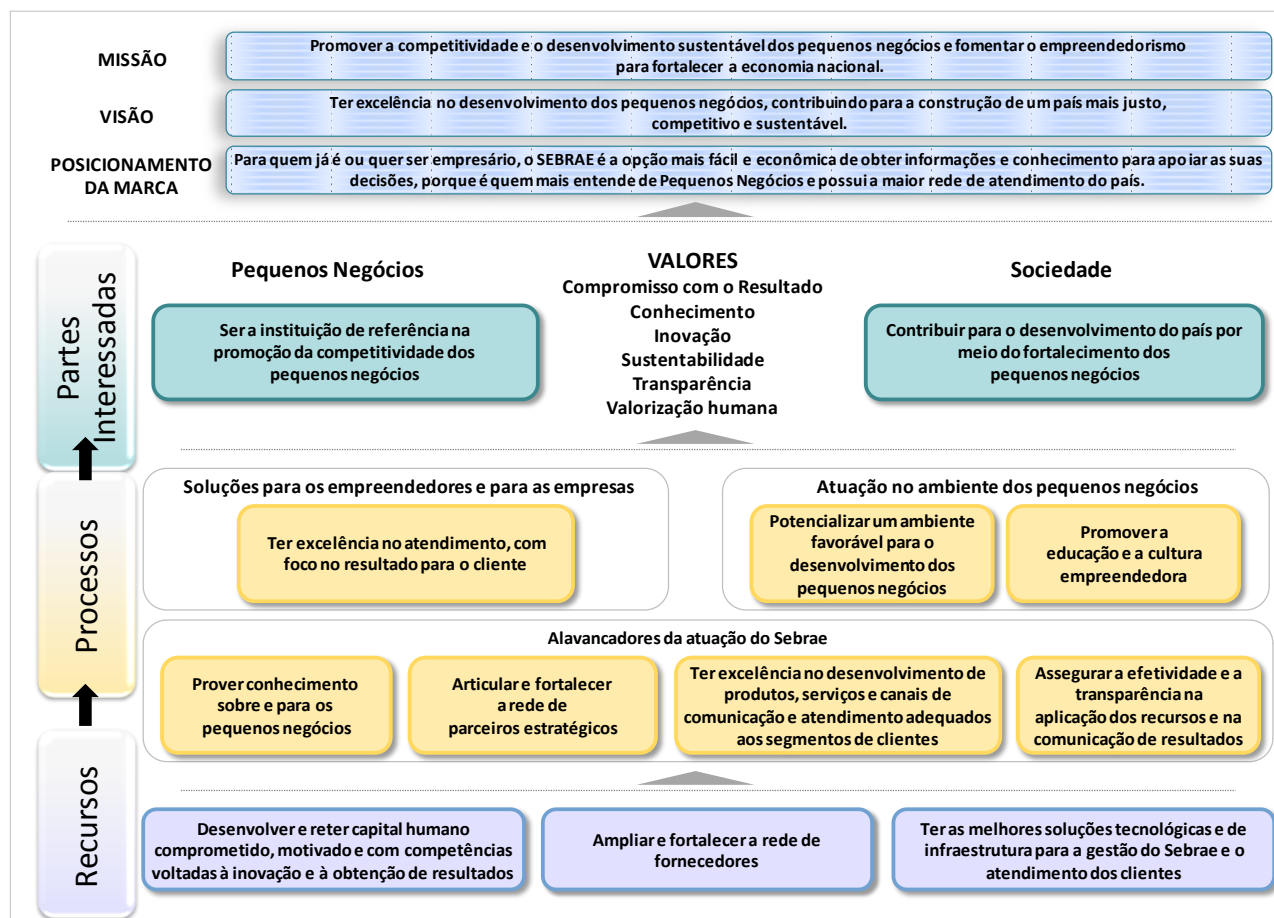 MISSÃO
Promover a competitividade e o desenvolvimento sustentável dos pequenos negócios e fomentar o empreendedorismo
para fortalecer a economia nacional.
VISÃO
Ter excelência no desenvolvimento dos pequenos negócios, contribuindo para a construção de um país mais justo,
competitivo e sustentável.
POSICIONAMENTO
DA MARCA
Para quem já é ou quer ser empresário, o SEBRAE é a opção mais fácil e econômica de obter informações e conhecimento para apoiar as suas
decisões, porque é quem mais entende de Pequenos Negócios e possui a maior rede de atendimento do país.
Partes
Interessadas
Pequenos Negócios
Ser a instituição de referência na
promoção da competitividade dos
pequenos negócios
VALORES
Compromisso com o Resultado
Conhecimento
Inovação
Sustentabilidade
Transparência
Valorização humana
Sociedade
Contribuir para o desenvolvimento do país por
meio do fortalecimento dos
pequenos negócios
Processos
Soluções para os empreendedores e para as empresas
Ter excelência no atendimento, com
foco no resultado para o cliente
Atuação no ambiente dos pequenos negócios
Potencializar um ambiente
favorável para o
desenvolvimento dos
pequenos negócios
Promover a
educação e a cultura
empreendedora
Alavancadores da atuação do Sebrae
Prover conhecimento
sobre e para os
pequenos negócios
Articular e fortalecer
a rede de
parceiros estratégicos
Ter excelência no desenvolvimento de
produtos, serviços e canais de
comunicação e atendimento adequados
aos segmentos de clientes
Assegurar a efetividade e a
transparência na
aplicação dos recursos e na
comunicação de resultados
Recursos
Desenvolver e reter capital humano
comprometido, motivado e com competências
voltadas à inovação e à obtenção de resultados
Ampliar e fortalecer a rede de
fornecedores
Ter as melhores soluções tecnológicas e de
infraestrutura para a gestão do Sebrae e o
atendimento dos clientes